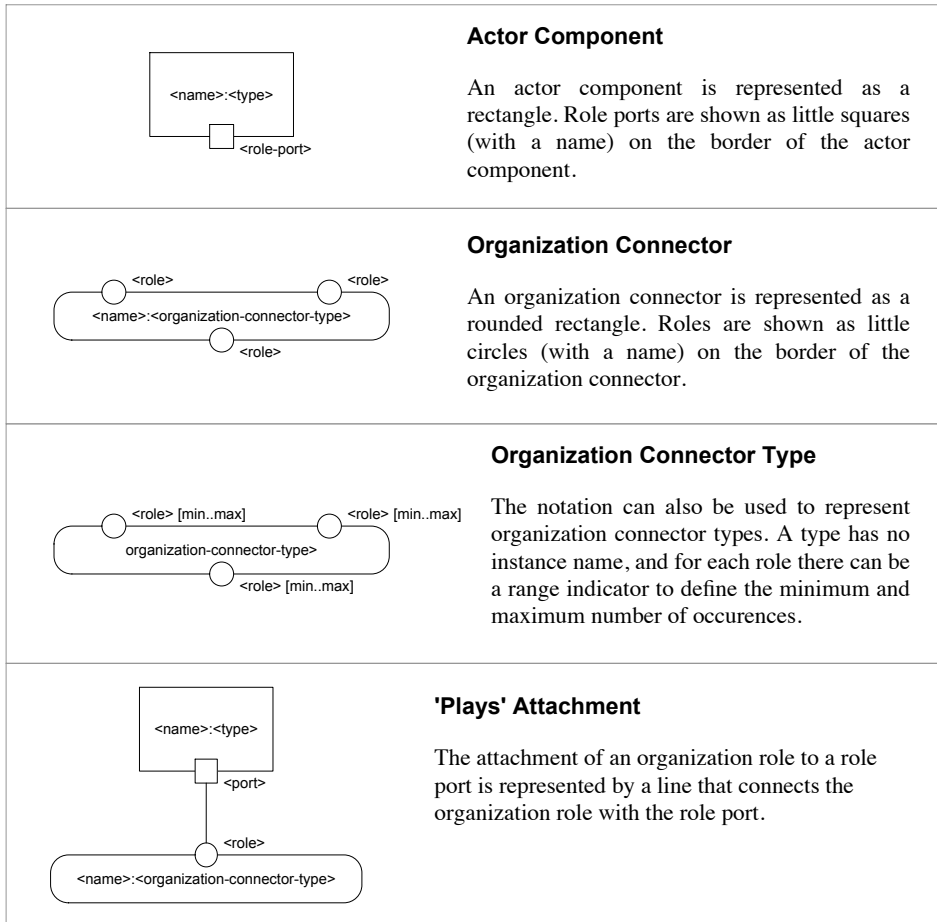 Actor Component
<name>:<type>
<role-port>
An actor component is represented as a
rectangle. Role ports are shown as little squares
(with a name) on the border of the actor
component.
Organization Connector
<role>
<role>
<name>:<organization-connector-type>
<role>
An organization connector is represented as a
rounded rectangle. Roles are shown as little
circles (with a name) on the border of the
organization connector.
Organization Connector Type
<role> [min..max]
<role> [min..max]
organization-connector-type>
<role> [min..max]
The notation can also be used to represent
organization connector types. A type has no
instance name, and for each role there can be
a range indicator to define the minimum and
maximum number of occurences.
'Plays' Attachment
<name>:<type>
<port>
<role>
<name>:<organization-connector-type>
The attachment of an organization role to a role
port is represented by a line that connects the
organization role with the role port.